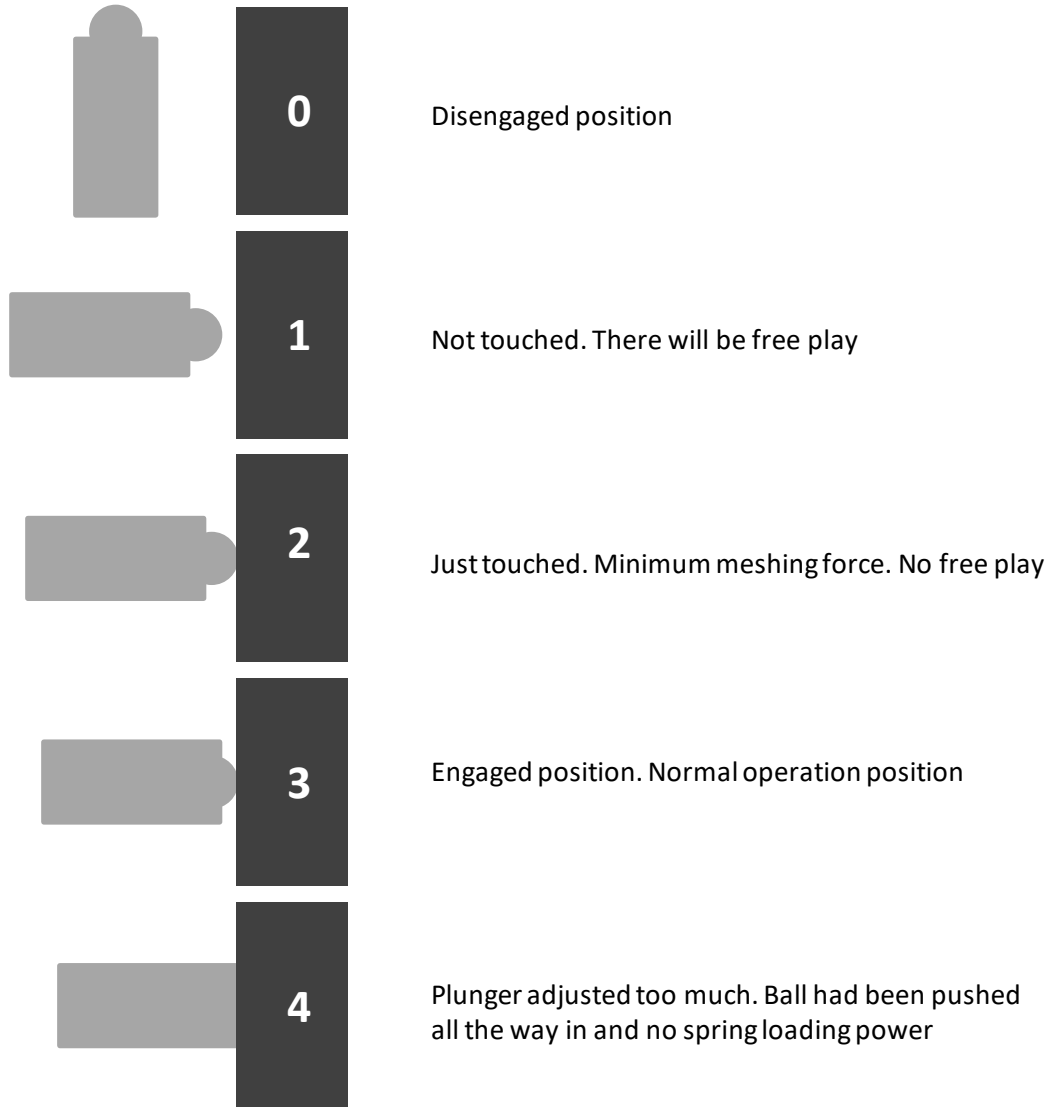 0
Disengaged position
1
Not touched. There will be free play
2
Just touched. Minimum meshing force. No free play
3
Engaged position. Normal operation position
4
Plunger adjusted too much. Ball had been pushed
all the way in and no spring loading power